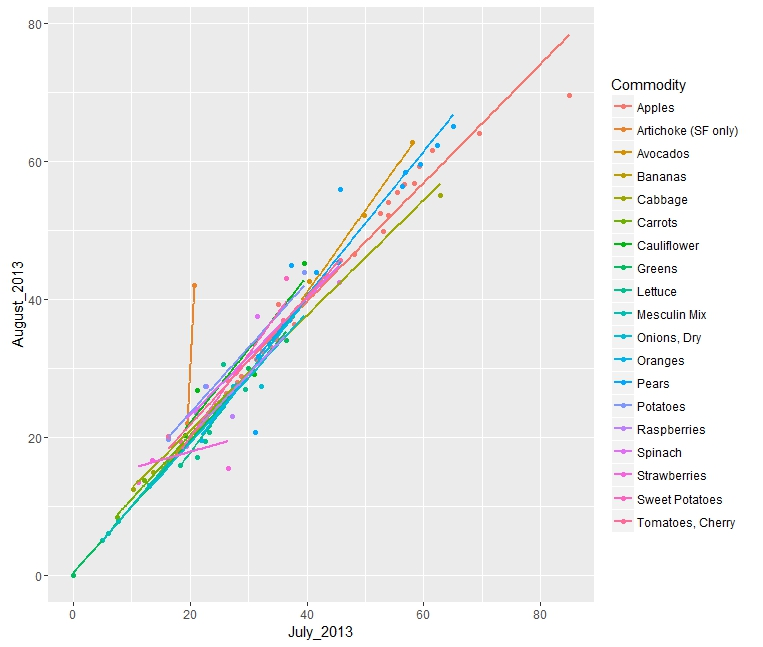 80
60
40
20
0
August_2013
0 20 40 60 80
July_2013
Commodity
Apples
Artichoke (SF only)
Avocados
Bananas
Cabbage
Carrots
Cauliflower
Greens
Lettuce
Mesculin Mix
Onions, Dry
Oranges
Pears
Potatoes
Raspberries
Spinach
Strawberries
Sweet Potatoes
Tomatoes, Cherry